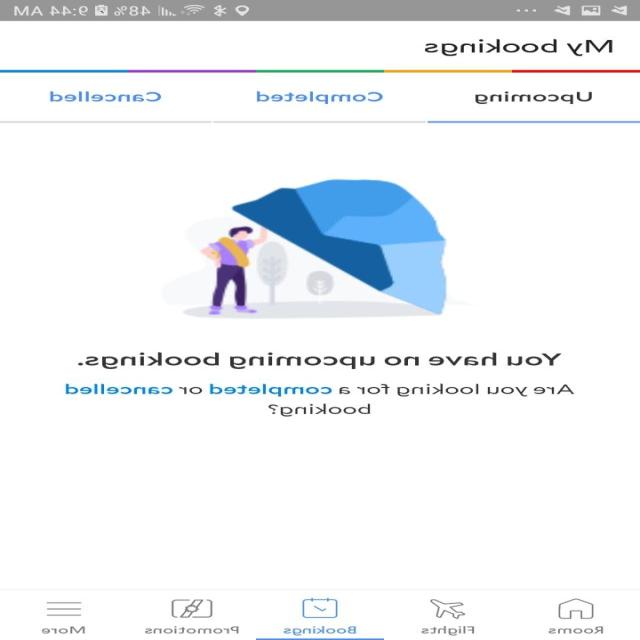 48% 9:44 AM
My bookings
Upcoming Completed Cancelled
You have no upcoming bookings.
Are you looking for a completed or cancelled
booking?
Rooms Flights Bookings Promotions More